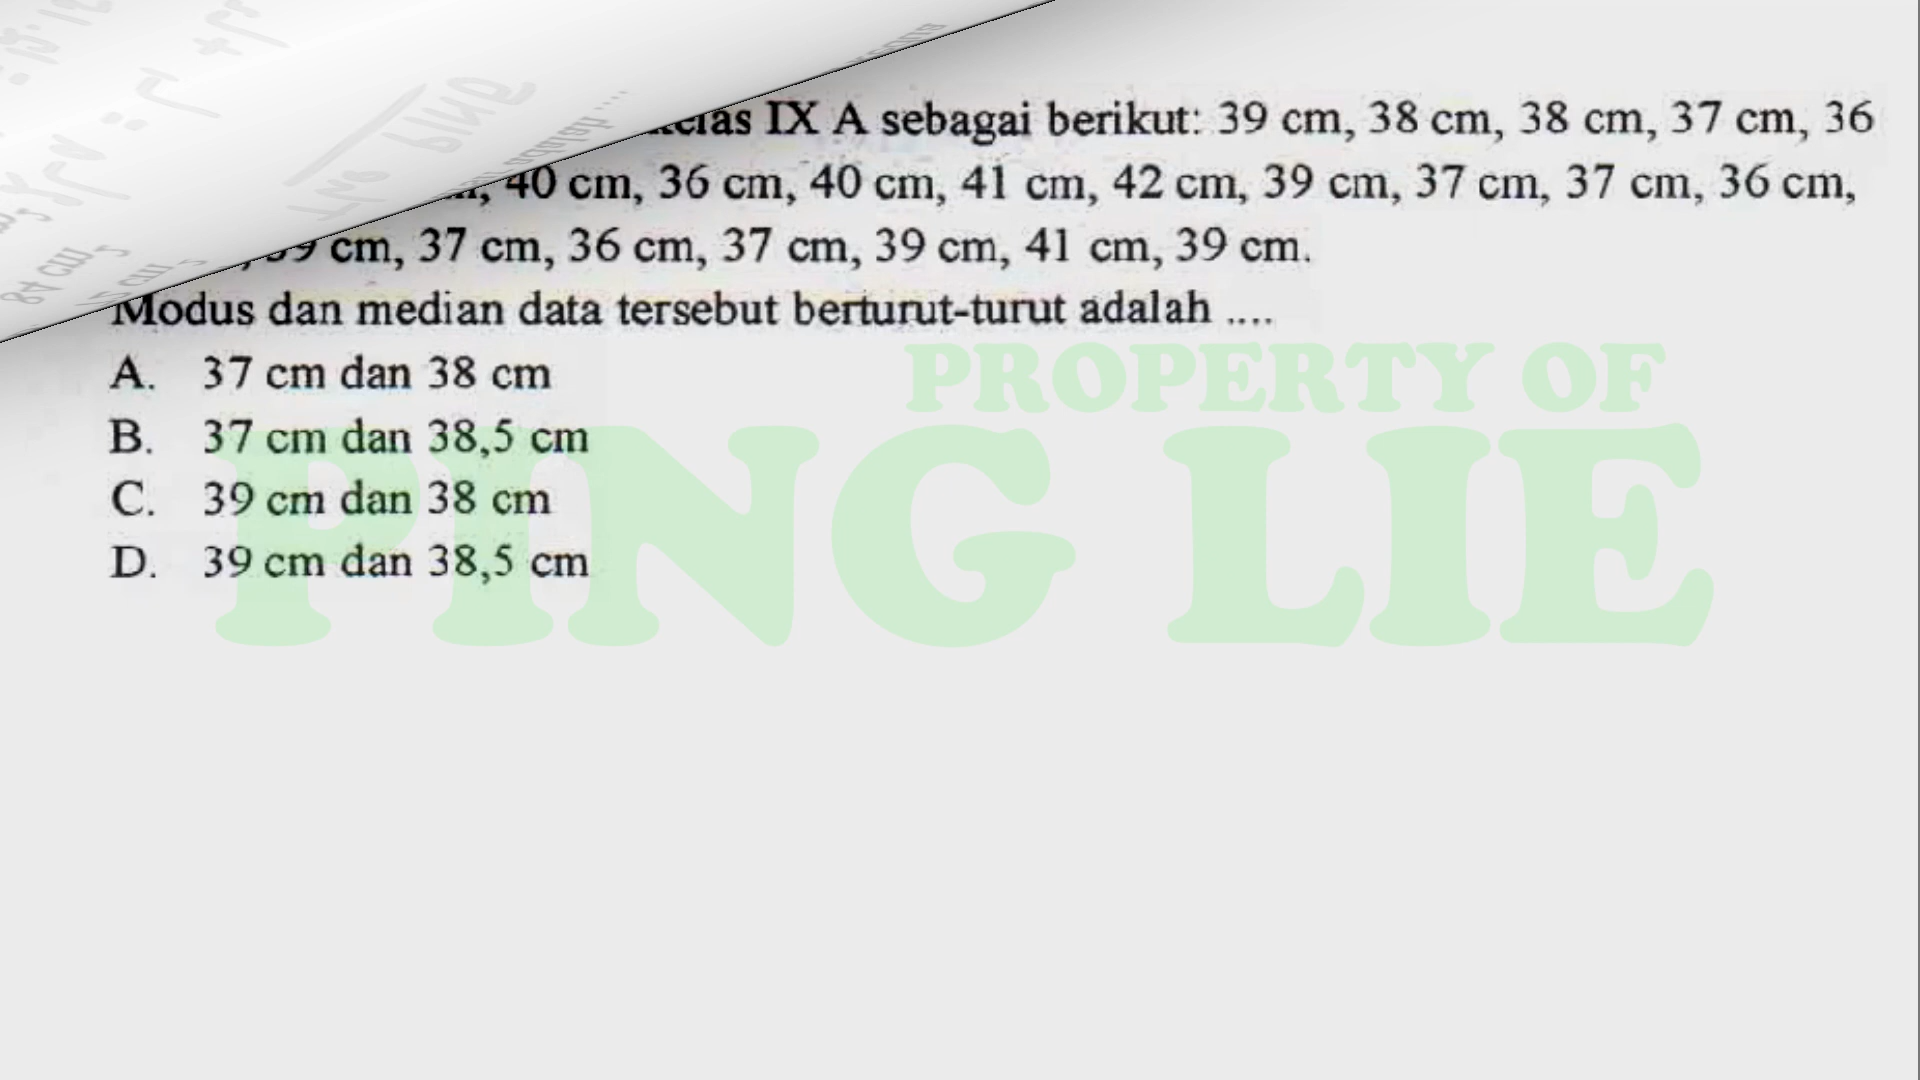 IX A sebagai berikut: 39 cm, 38 cm, 38 cm, 37 cm, 36
40 cm, 36 cm, 40 cm, 41 cm, 42 cm, 39 cm, 37 cm, 37 cm, 36 cm,
cm, 37 cm, 36 cm, 37 cm, 39 cm, 41 cm, 39 cm.
Modus dan median data tersebut berturut-turut adalah ....
A. 37 cm dan 38 cm
B. 37 cm dan 38,5 cm
C. 39 cm dan 38 cm
D. 39 cm dan 38,5 cm
PROPERTY OF
PING LIE